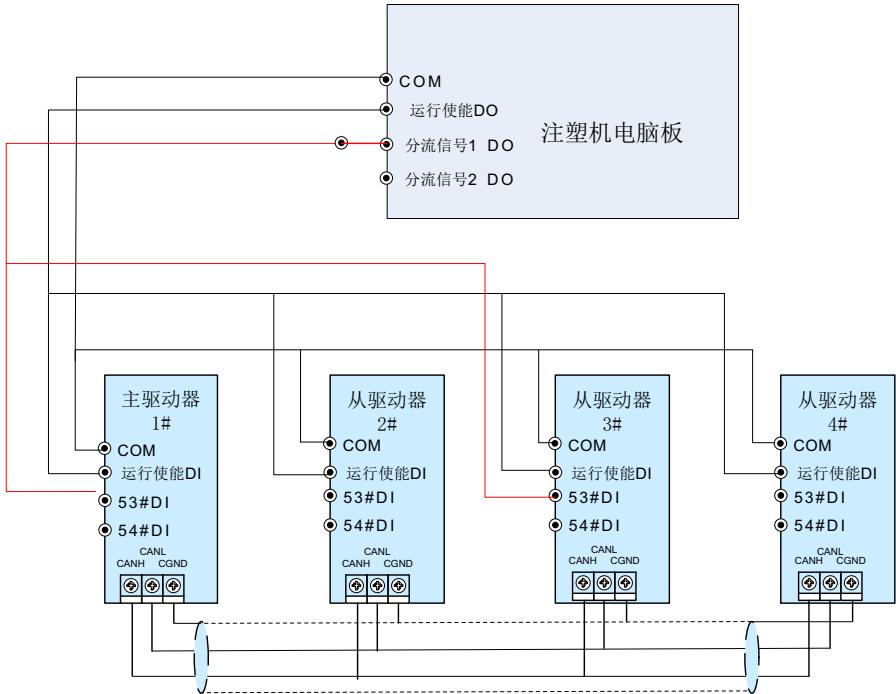 COM
运行使能DO
分流信号1 DO
分流信号2 DO
注塑机电脑板
主驱动器
1#
COM
运行使能DI
53#DI
54#DI
CANL
CANH CGND
从驱动器
2#
COM
运行使能DI
53#DI
54#DI
CANL
CANH CGND
从驱动器
3#
COM
运行使能DI
53#DI
54#DI
CANL
CANH CGND
从驱动器
4#
COM
运行使能DI
53#DI
54#DI
CANL
CANH CGND